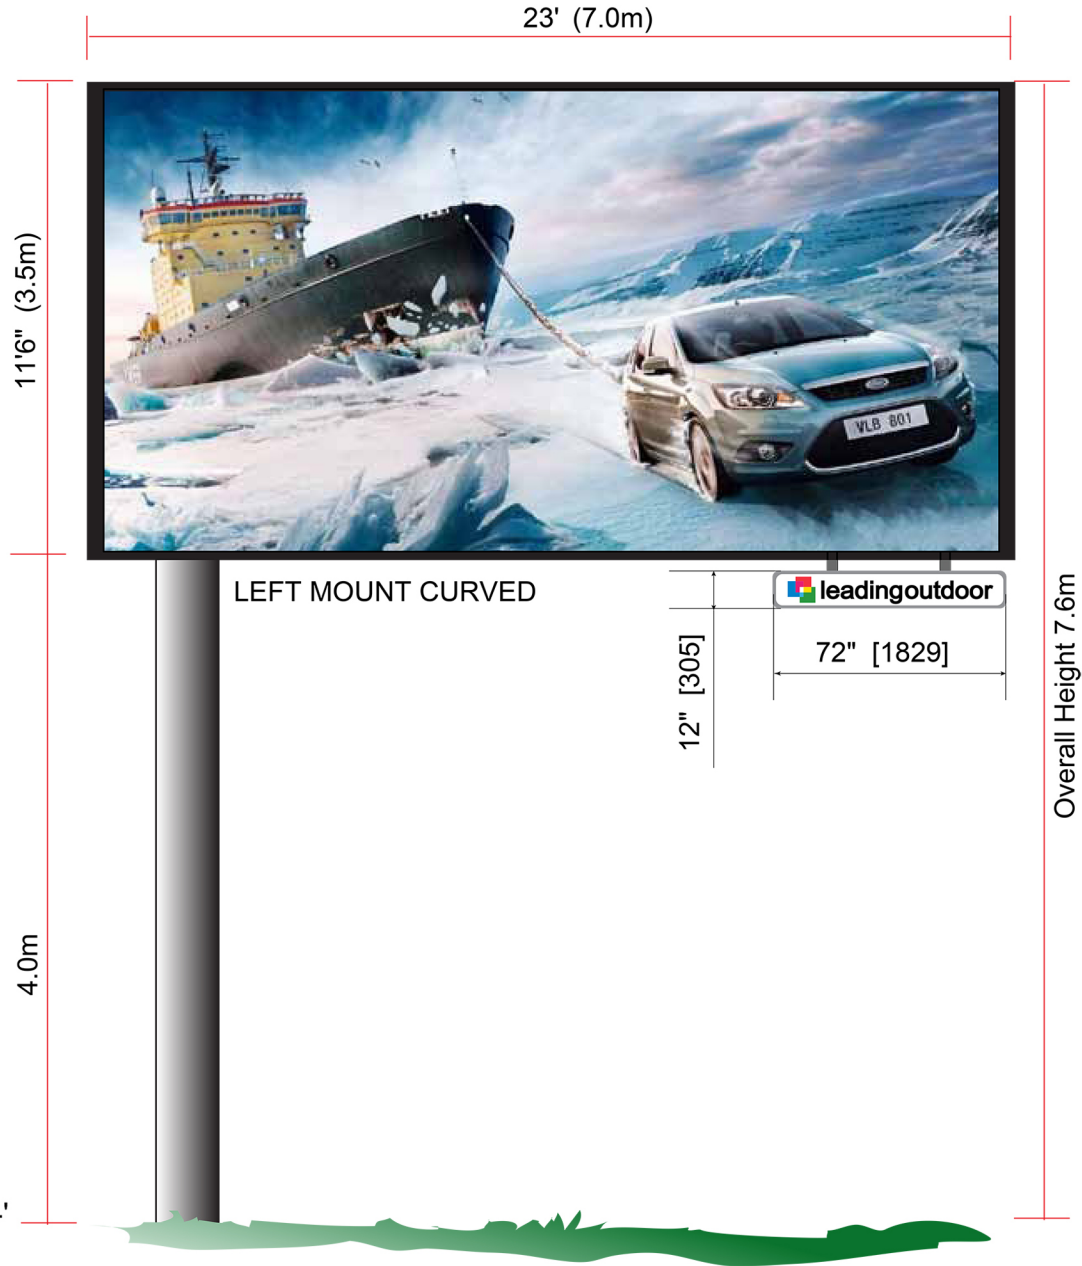 23' (7.0m)
11'6" (3.5m)
VLB 801
LEFT MOUNT CURVED
leadingoutdoor
72" [1829]
12" [305]
Overall Height 7.6m
4.0m